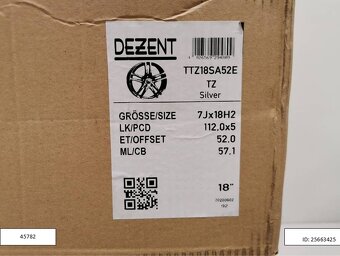 DEZENT
TTZ18SA52E
TZ
Silver
GRÖSSE/SIZE 7Jx18H2
LK/PCD 112.0x5
ET/OFFSET 52.0
ML/CB 57,1
18"
45782
ID: 25663425